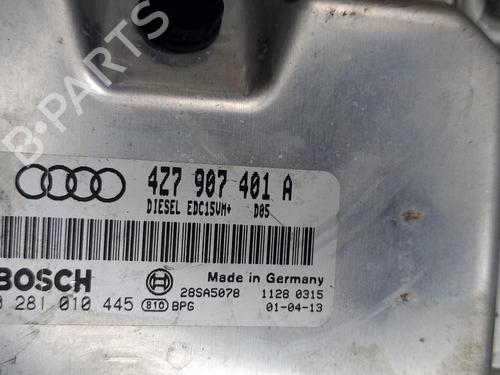 B-PARTS
4Z7 907 401 A
DIESEL EDC15VM+ D05
BOSCH
Made in Germany
0 281 010 445 810 BPG
28SA5078 1128 0315
01-04-13